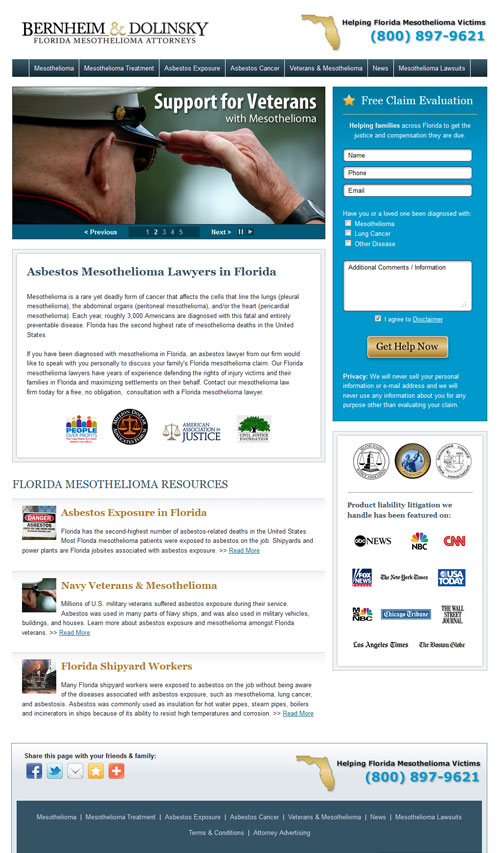 BERNHEIM & DOLINSKY
FLORIDA MESOTHELIOMA ATTORNEYS
Helping Florida Mesothelioma Victims
(800) 897-9621
Mesothelioma
Mesothelioma Treatment
Asbestos Exposure
Asbestos Cancer
Veterans & Mesothelioma
News
Mesothelioma Lawsuits
Support for Veterans
with Mesothelioma
< Previous
1 2 3 4 5
Next >
Asbestos Mesothelioma Lawyers in Florida
Mesothelioma is a rare yet deadly form of cancer that affects the cells that line the lungs (pleural
mesothelioma), the abdominal organs (peritoneal mesothelioma), and/or the heart (pericardial
mesothelioma). Each year, roughly 3,000 Americans are diagnosed with this fatal and entirely
preventable disease. Florida has the second highest rate of mesothelioma deaths in the United
States.
If you have been diagnosed with mesothelioma in Florida, an asbestos lawyer from our firm would
like to speak with you personally to discuss your family's Florida mesothelioma claim. Our Florida
mesothelioma lawyers have years of experience defending the rights of injury victims and their
families in Florida and maximizing settlements on their behalf. Contact our mesothelioma law
firm today for a free, no obligation, consultation with a Florida mesothelioma lawyer.
PEOPLE
OVER PROFITS
MILLION DOLLAR
ADVOCATES FORUM
AMERICAN
ASSOCIATION for
JUSTICE
CIVIL JUSTICE
FOUNDATION
FLORIDA MESOTHELIOMA RESOURCES
DANGER
ASBESTOS
Asbestos Exposure in Florida
Florida has the second-highest number of asbestos-related deaths in the United States.
Most Florida mesothelioma patients were exposed to asbestos on the job. Shipyards and
power plants are Florida jobsites associated with asbestos exposure. >> Read More
Navy Veterans & Mesothelioma
Millions of U.S. military veterans suffered asbestos exposure during their service.
Asbestos was used in many parts of Navy ships, and was also used in military vehicles,
buildings, and houses. Learn more about asbestos exposure and mesothelioma amongst Florida
veterans. >> Read More
Florida Shipyard Workers
Many Florida shipyard workers were exposed to asbestos on the job without being aware
of the diseases associated with asbestos exposure, such as mesothelioma, lung cancer,
and asbestosis. Asbestos was commonly used as insulation for hot water pipes, steam pipes, boilers
and incinerators in ships because of its ability to resist high temperatures and corrosion. >> Read More
Free Claim Evaluation
Helping families across Florida to get the
justice and compensation they are due.
Name
Phone
Email
Have you or a loved one been diagnosed with:
Mesothelioma
Lung Cancer
Other Disease
Additional Comments / Information
I agree to Disclaimer
Get Help Now
Privacy: We will never sell your personal
information or e-mail address and we will
never use any information about you for any
purpose other than evaluating your claim.
Product liability litigation we
handle has been featured on:
abc NEWS
NBC
CNN
FOX
NEWS
The New York Times
USA
TODAY
MSNBC
Chicago Tribune
THE WALL
STREET
JOURNAL
Los Angeles Times
The Boston Globe
Share this page with your friends & family:
Helping Florida Mesothelioma Victims
(800) 897-9621
Mesothelioma | Mesothelioma Treatment | Asbestos Exposure | Asbestos Cancer | Veterans & Mesothelioma | News | Mesothelioma Lawsuits
Terms & Conditions | Attorney Advertising